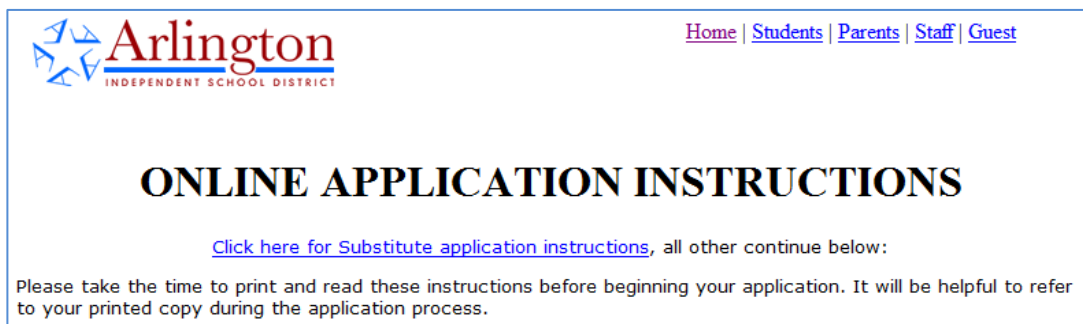 Arlington
INDEPENDENT SCHOOL DISTRICT
Home | Students | Parents | Staff | Guest
ONLINE APPLICATION INSTRUCTIONS
Click here for Substitute application instructions, all other continue below:
Please take the time to print and read these instructions before beginning your application. It will be helpful to refer
to your printed copy during the application process.